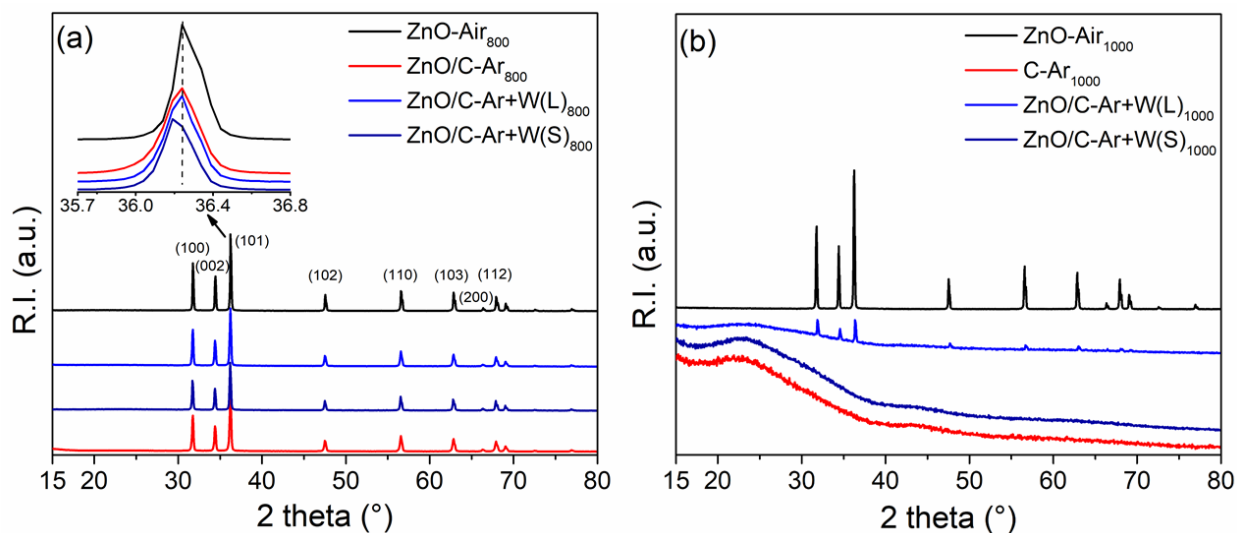 (a)
ZnO-Air800
ZnO/C-Ar800
ZnO/C-Ar+W(L)800
ZnO/C-Ar+W(S)800
35.7 36.0 36.4 36.8
(100)
(002)
(101)
(102)
(110)
(103)
(200)
(112)
R.I. (a.u.)
15 20 30 40 50 60 70 80
2 theta (°)
(b)
ZnO-Air1000
C-Ar1000
ZnO/C-Ar+W(L)1000
ZnO/C-Ar+W(S)1000
R.I. (a.u.)
15 20 30 40 50 60 70 80
2 theta (°)